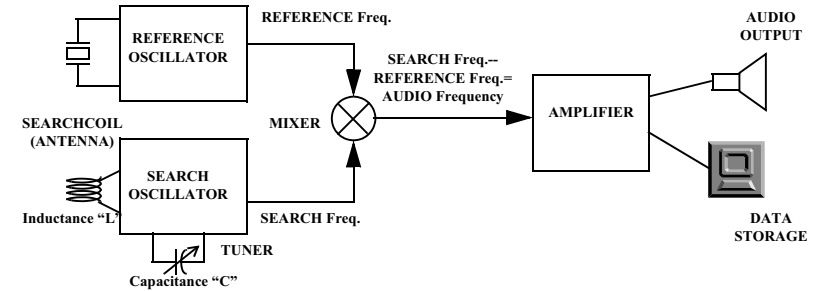 REFERENCE Freq.
REFERENCE
OSCILLATOR
AUDIO
OUTPUT
SEARCH Freq.--
REFERENCE Freq.=
AUDIO Frequency
AMPLIFIER
MIXER
SEARCHCOIL
(ANTENNA)
SEARCH
OSCILLATOR
Inductance “L”
SEARCH Freq.
TUNER
Capacitance “C”
DATA
STORAGE